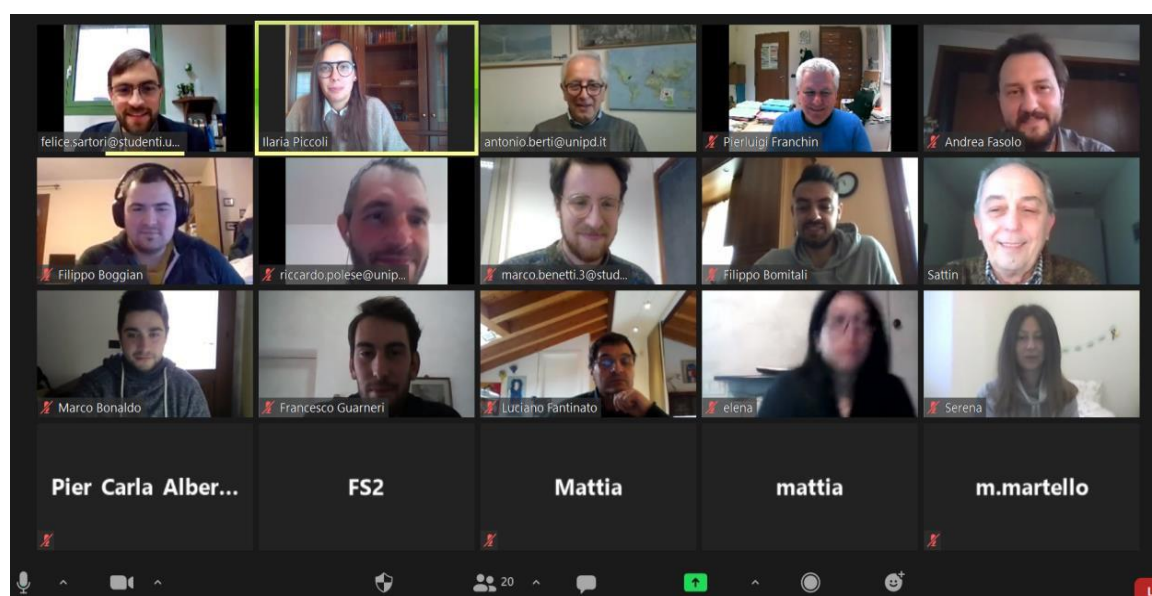 felice.sartori@studenti.u...
Ilaria Piccoli
antonio.berti@unipd.it
Pierluigi Franchin
Andrea Fasolo
Filippo Boggian
riccardo.polese@unip...
marco.benetti.3@stud...
Filippo Bomitali
Sattin
Marco Bonaldo
Francesco Guarneri
Luciano Fantinato
elena
Serena
Pier Carla Alber...
FS2
Mattia
mattia
m.martello
20